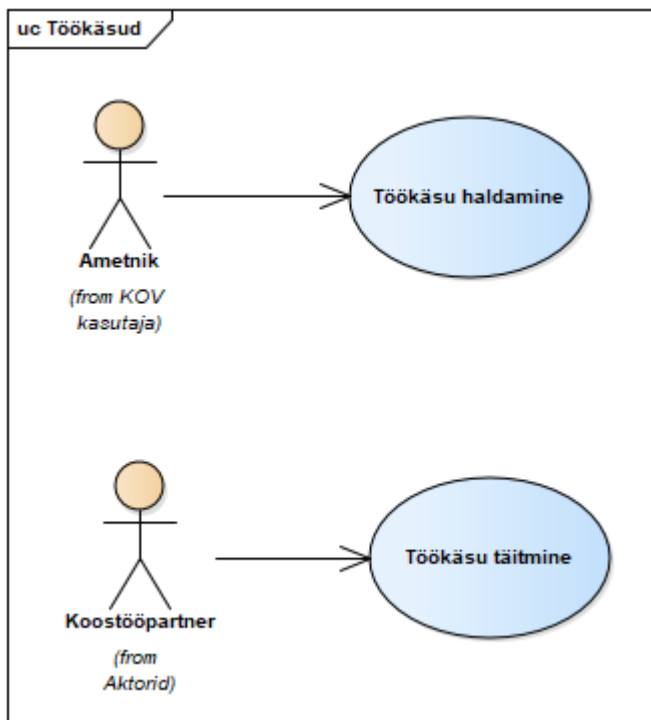 uc Töökäsud
Töökäsu haldamine
Ametnik
(from KOV
kasutaja)
Töökäsu täitmine
Koostööpartner
(from
Aktorid)